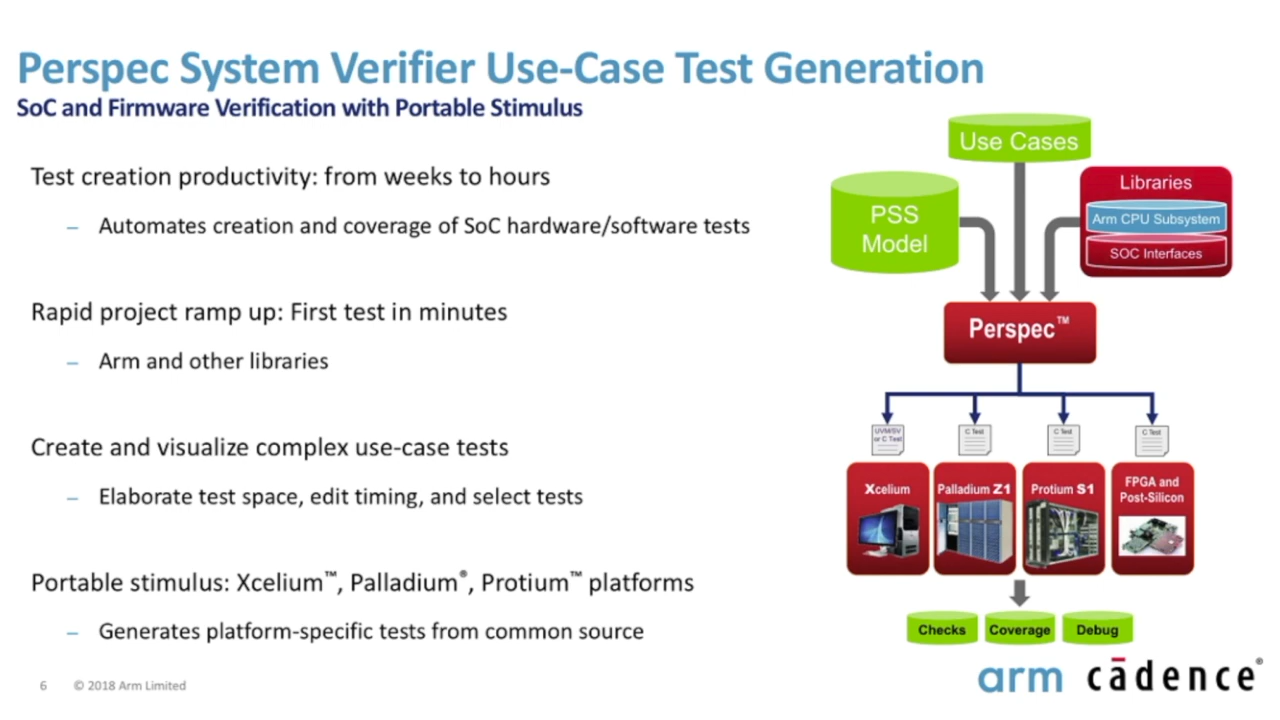 Perspec System Verifier Use-Case Test Generation
SoC and Firmware Verification with Portable Stimulus
Test creation productivity: from weeks to hours
– Automates creation and coverage of SoC hardware/software tests
Rapid project ramp up: First test in minutes
– Arm and other libraries
Create and visualize complex use-case tests
– Elaborate test space, edit timing, and select tests
Portable stimulus: Xcelium™, Palladium®, Protium™ platforms
– Generates platform-specific tests from common source
Use Cases
PSS
Model
Libraries
Arm CPU Subsystem
SOC Interfaces
Perspec™
UVM/SV
or C Test
C Test
C Test
C Test
Xcelium
Palladium Z1
Protium S1
FPGA and
Post-Silicon
Checks
Coverage
Debug
6 © 2018 Arm Limited
arm cādence®